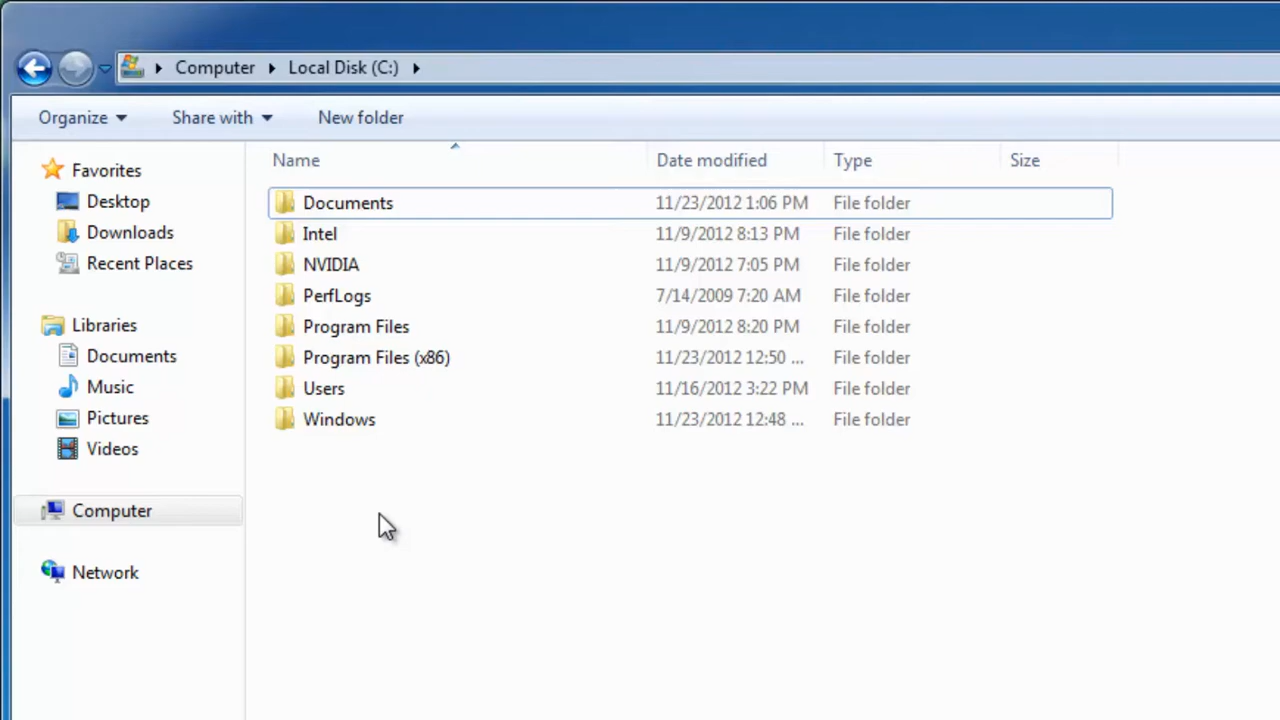 Computer Local Disk (C:)
Organize Share with New folder
Name Date modified Type Size
Favorites
Desktop
Downloads
Recent Places
Libraries
Documents
Music
Pictures
Videos
Computer
Network
Documents 11/23/2012 1:06 PM File folder
Intel 11/9/2012 8:13 PM File folder
NVIDIA 11/9/2012 7:05 PM File folder
PerfLogs 7/14/2009 7:20 AM File folder
Program Files 11/9/2012 8:20 PM File folder
Program Files (x86) 11/23/2012 12:50 ... File folder
Users 11/16/2012 3:22 PM File folder
Windows 11/23/2012 12:48 ... File folder